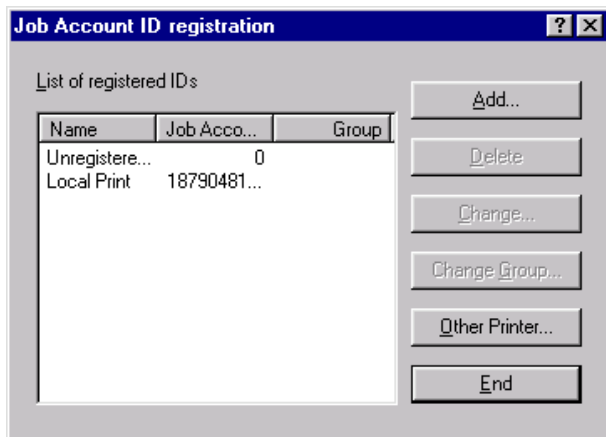 Job Account ID registration
List of registered IDs
Name Job Acco... Group
Unregistere... 0
Local Print 18790481...
Add...
Delete
Change...
Change Group...
Other Printer...
End